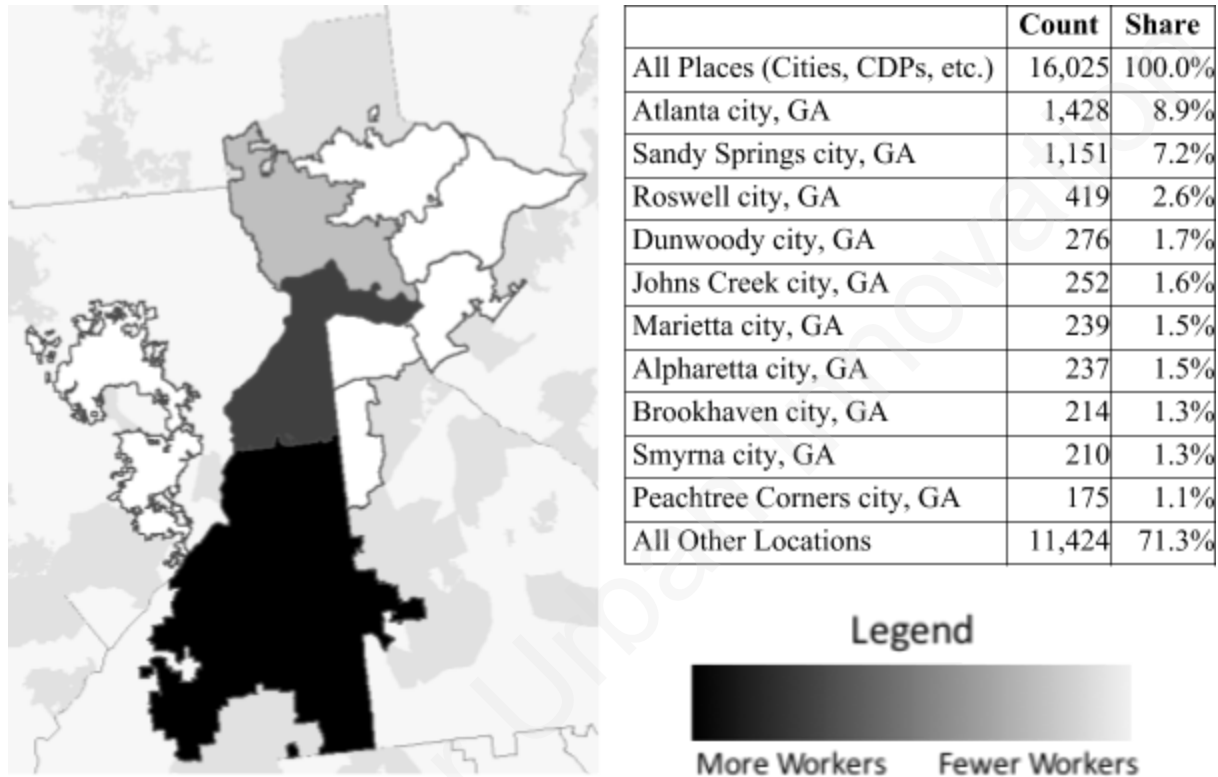 Count Share
All Places (Cities, CDPs, etc.) 16,025 100.0%
Atlanta city, GA 1,428 8.9%
Sandy Springs city, GA 1,151 7.2%
Roswell city, GA 419 2.6%
Dunwoody city, GA 276 1.7%
Johns Creek city, GA 252 1.6%
Marietta city, GA 239 1.5%
Alpharetta city, GA 237 1.5%
Brookhaven city, GA 214 1.3%
Smyrna city, GA 210 1.3%
Peachtree Corners city, GA 175 1.1%
All Other Locations 11,424 71.3%
Legend
More Workers Fewer Workers
Urban Innovation